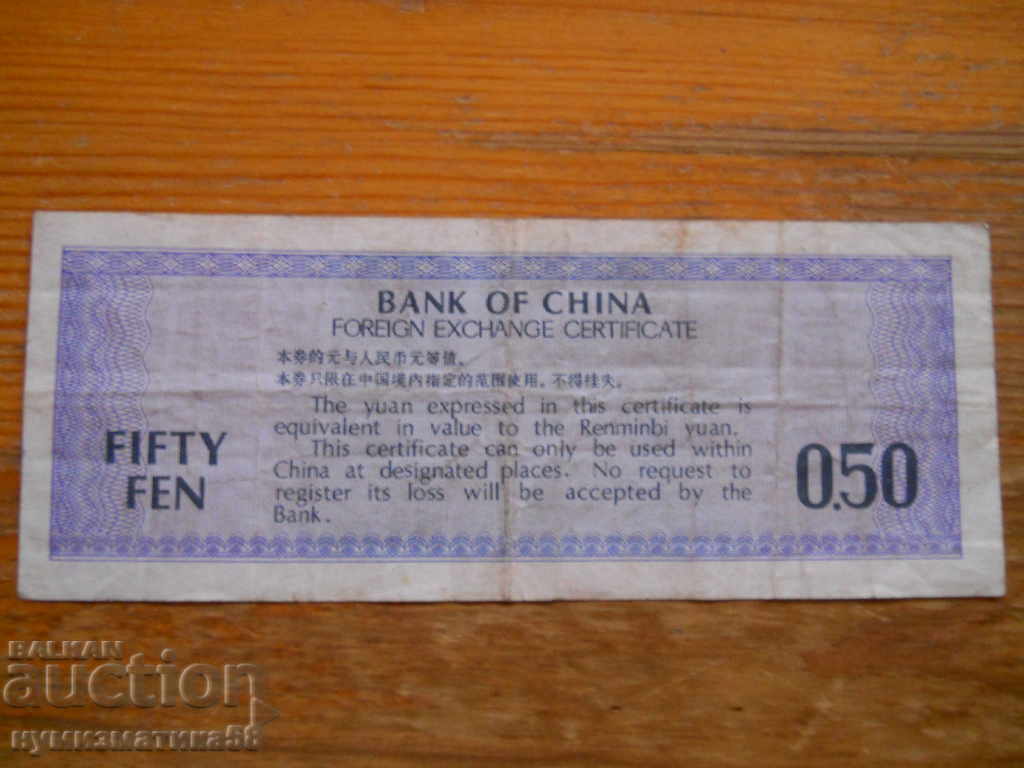 BANK OF CHINA
FOREIGN EXCHANGE CERTIFICATE
本券的元与人民币元等值。
本券只限在中国境内指定的范围使用。不得挂失。
The yuan expressed in this certificate is
equivalent in value to the Renminbi yuan.
This certificate can only be used within
China at designated places. No request to
register its loss will be accepted by the
Bank.
FIFTY
FEN
0.50
BALKAN
auction
нумизматика58